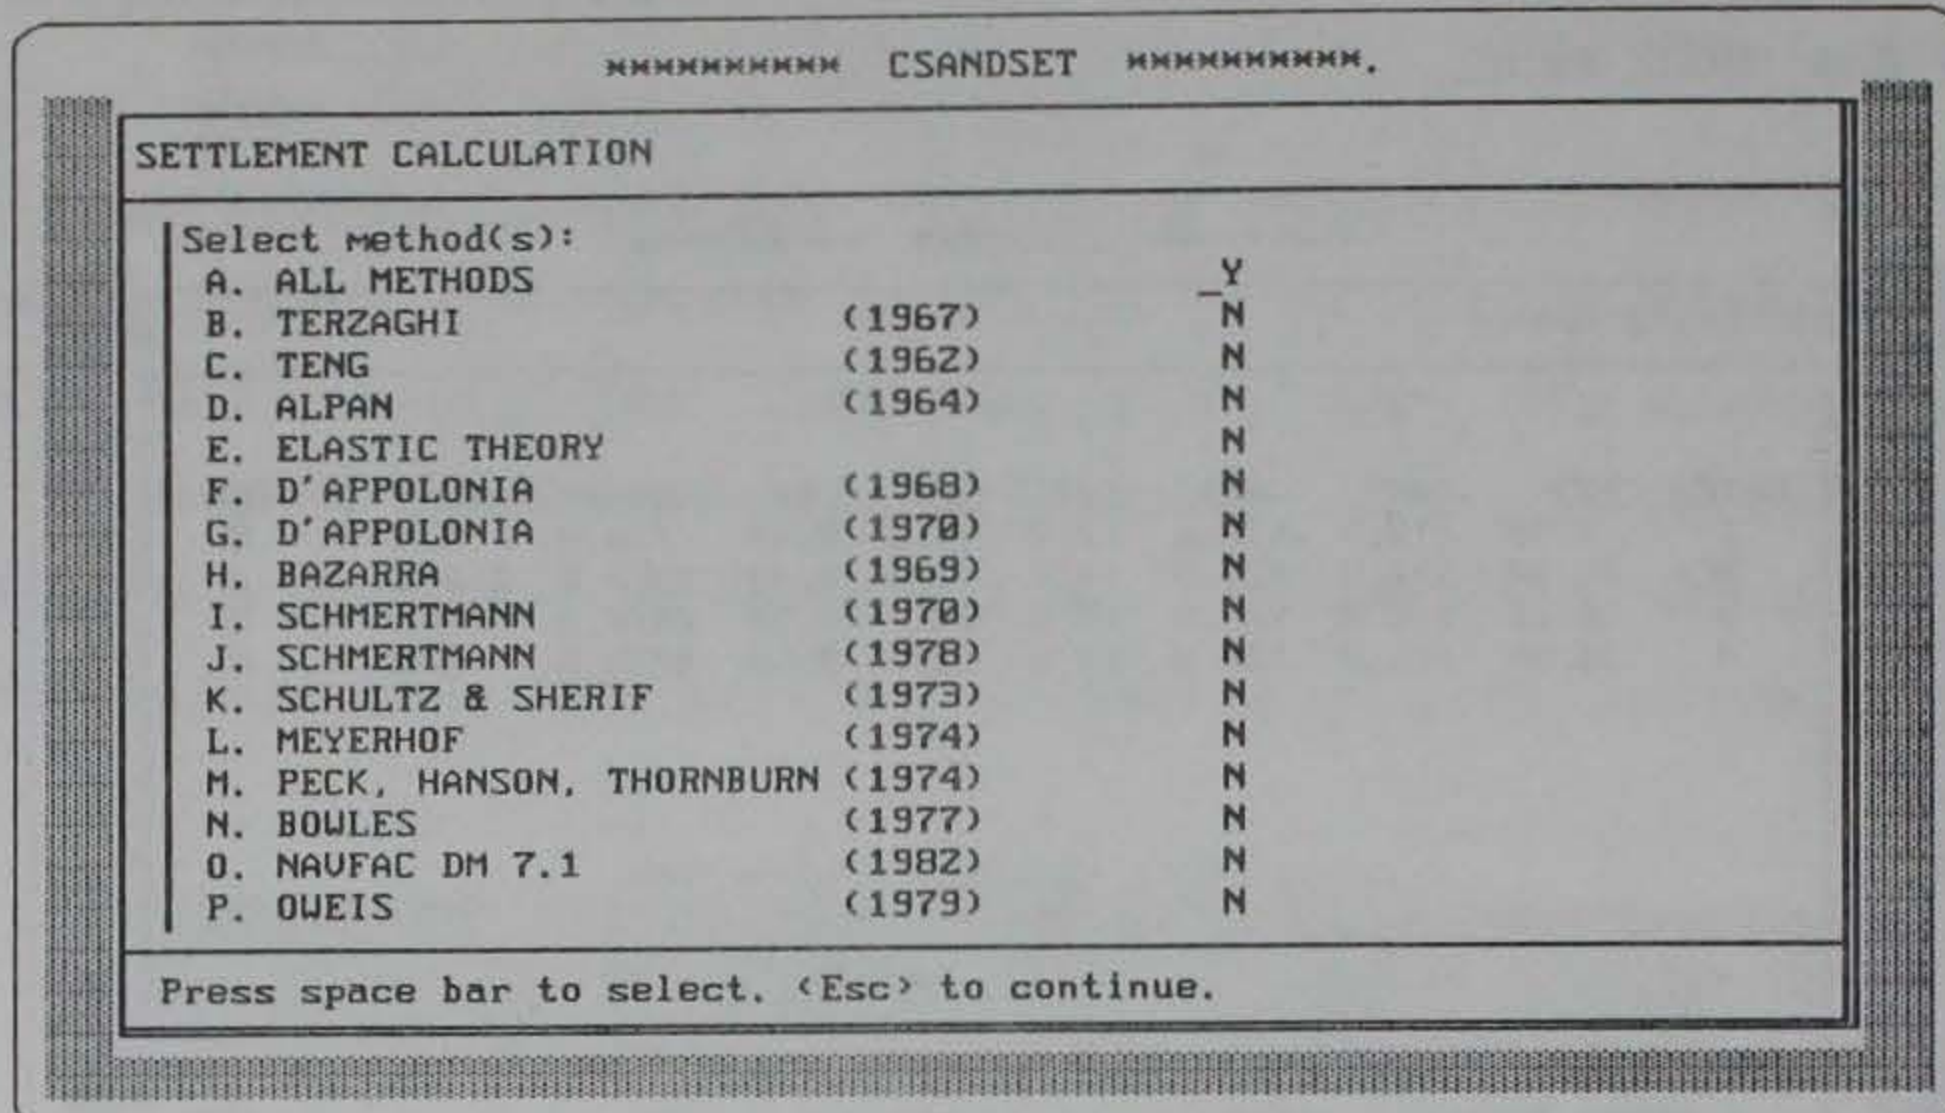 ********** CSANDSET **********.
SETTLEMENT CALCULATION
Select method(s):
A. ALL METHODS _Y
B. TERZAGHI (1967) N
C. TENG (1962) N
D. ALPAN (1964) N
E. ELASTIC THEORY N
F. D'APPOLONIA (1968) N
G. D'APPOLONIA (1970) N
H. BAZARRA (1969) N
I. SCHMERTMANN (1970) N
J. SCHMERTMANN (1978) N
K. SCHULTZ & SHERIF (1973) N
L. MEYERHOF (1974) N
M. PECK, HANSON, THORNBURN (1974) N
N. BOWLES (1977) N
O. NAVFAC DM 7.1 (1982) N
P. OWEIS (1979) N
Press space bar to select. <Esc> to continue.